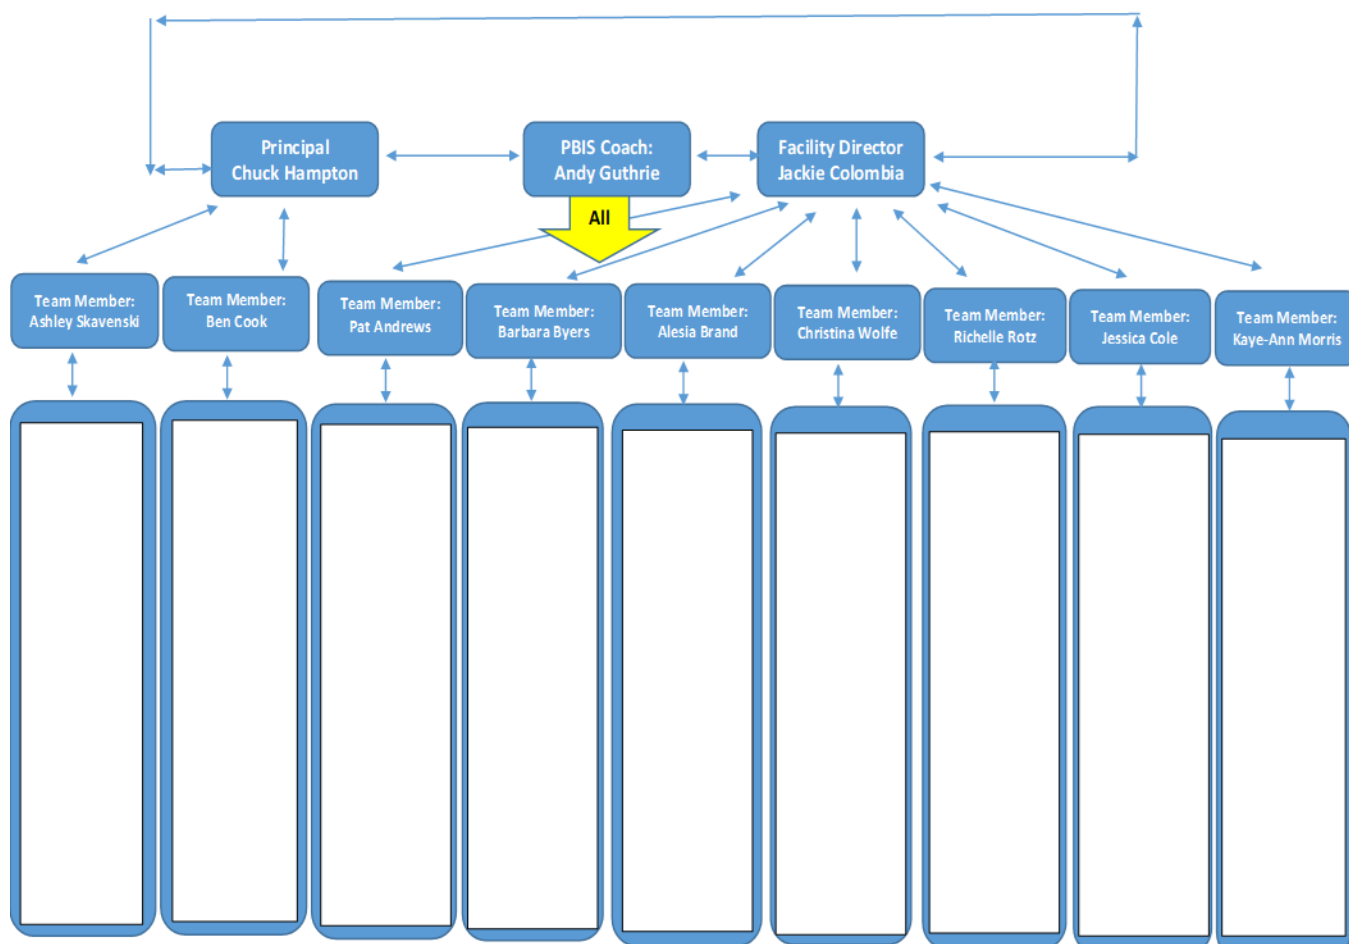 Principal
Chuck Hampton
PBIS Coach:
Andy Guthrie
Facility Director
Jackie Colombia
All
Team Member:
Ashley Skavenski
Team Member:
Ben Cook
Team Member:
Pat Andrews
Team Member:
Barbara Byers
Team Member:
Alesia Brand
Team Member:
Christina Wolfe
Team Member:
Richelle Rotz
Team Member:
Jessica Cole
Team Member:
Kaye-Ann Morris